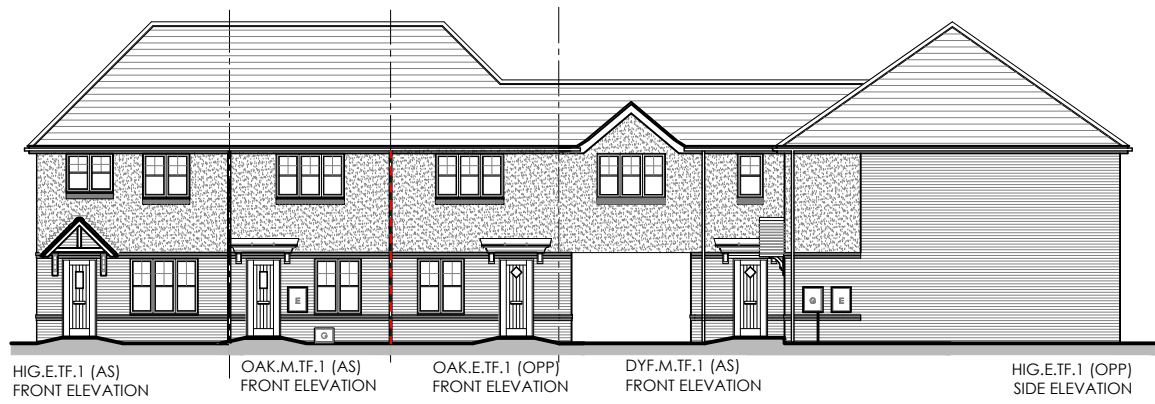 E
G
G
E
HIG.E.TF.1 (AS)
FRONT ELEVATION
OAK.M.TF.1 (AS)
FRONT ELEVATION
OAK.E.TF.1 (OPP)
FRONT ELEVATION
DYF.M.TF.1 (AS)
FRONT ELEVATION
HIG.E.TF.1 (OPP)
SIDE ELEVATION